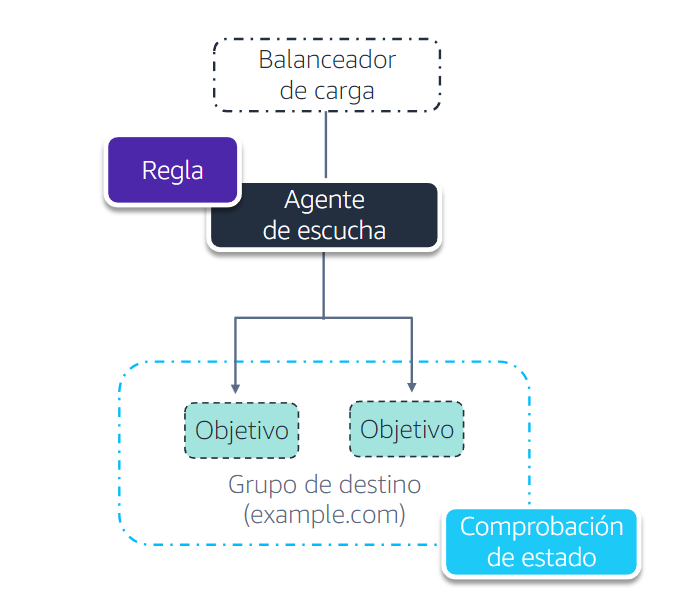 Balanceador
de carga
Regla
Agente
de escucha
Objetivo
Objetivo
Grupo de destino
(example.com)
Comprobación
de estado